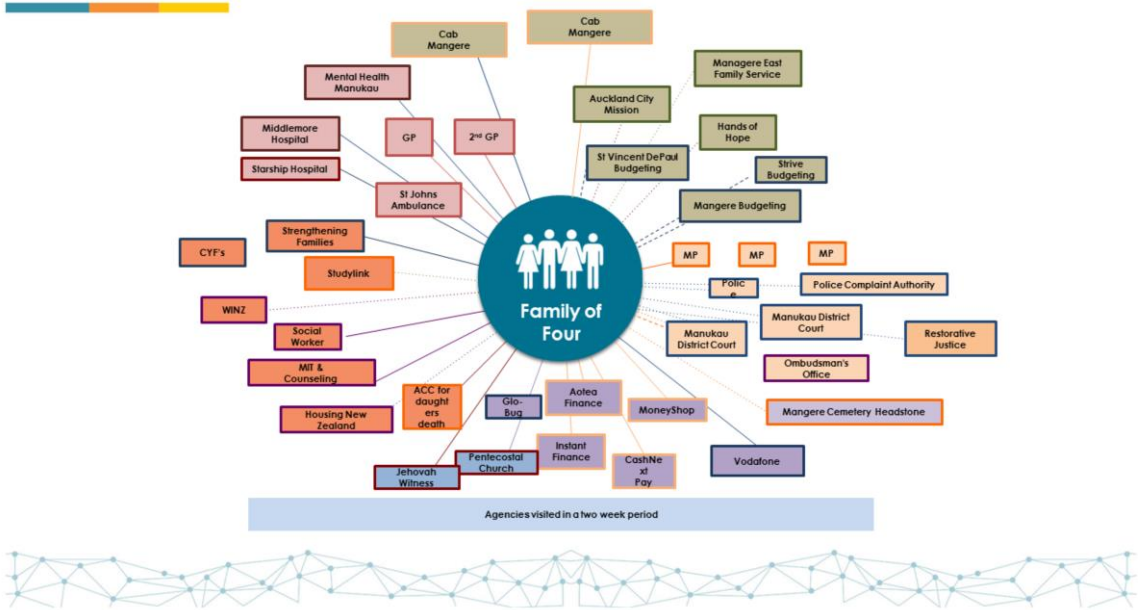 Cab
Mangere
Cab
Mangere
Mental Health
Manukau
Managere East
Family Service
Auckland City
Mission
Middlemore
Hospital
GP
2nd GP
Hands of
Hope
Starship Hospital
St Vincent DePaul
Budgeting
Strive
Budgeting
St Johns
Ambulance
Mangere Budgeting
Strengthening
Families
CYF's
Studylink
MP
MP
MP
Polic
e
Police Complaint Authority
WINZ
Family of
Four
Manukau District
Court
Social
Worker
Manukau
District Court
Restorative
Justice
MIT &
Counseling
Ombudsman's
Office
Housing New
Zealand
ACC for
daught
ers
death
Glo-
Bug
Aotea
Finance
MoneyShop
Mangere Cemetery Headstone
Jehovah
Witness
Pentecostal
Church
Instant
Finance
CashNe
xt
Pay
Vodafone
Agencies visited in a two week period